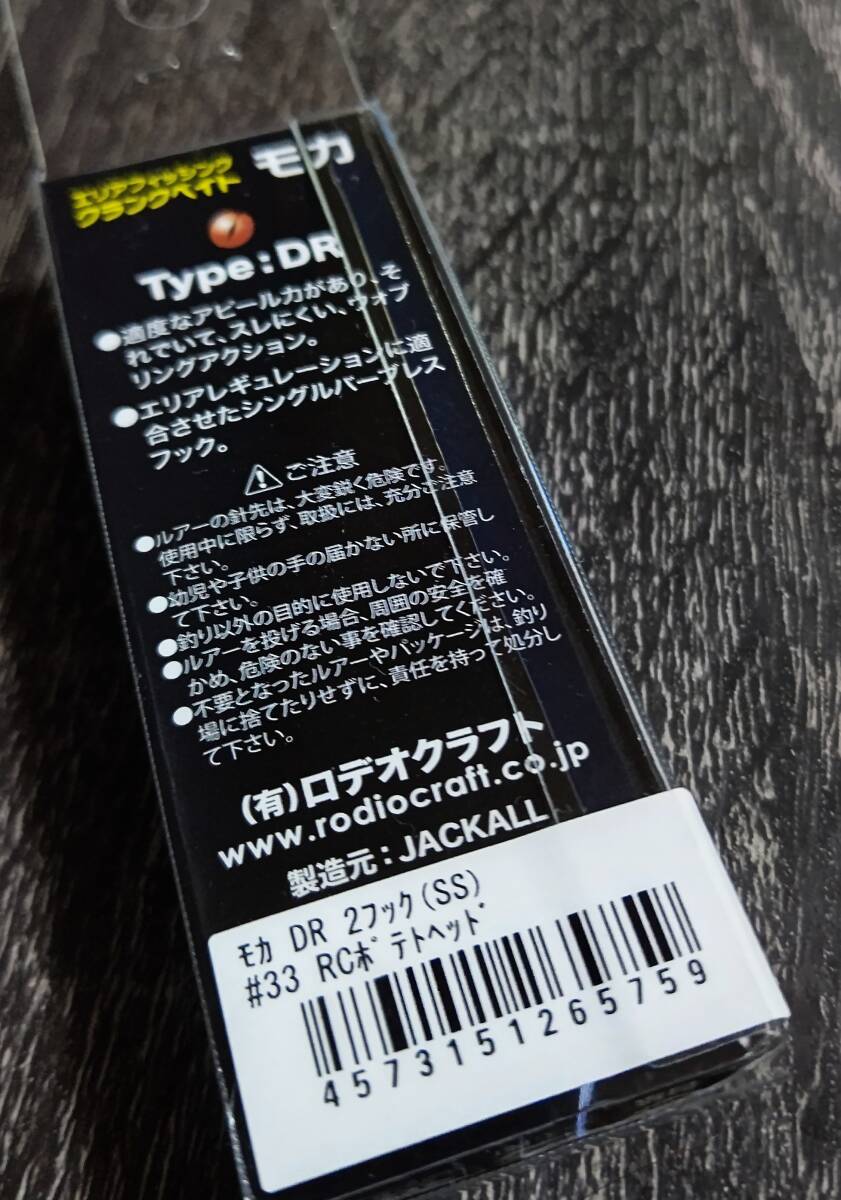 エリアフィッシング
クランクベイト
モカ
Type:DR
●適度なアピール力があり、そ
れでいて、スレにくい、ウォブ
リングアクション。
●エリアレギュレーションに適
合させたシングルバーブレス
フック。
ご注意
●ルアーの針先は、大変鋭く危険です。
使用中に限らず、取扱には、充分ご注意
下さい。
●幼児や子供の手の届かない所に保管し
て下さい。
●釣り以外の目的に使用しないで下さい。
●ルアーを投げる場合、周囲の安全を確
かめ、危険のない事を確認してください。
●不要となったルアーやパッケージは、釣り
場に捨てたりせずに、責任を持って処分し
て下さい。
(有)ロデオクラフト
www.rodiocraft.co.jp
製造元:JACKALL
ﾓｶ DR 2ﾌｯｸ(SS)
#33 RCﾎﾟﾃﾄﾍｯﾄﾞ
4573151265759